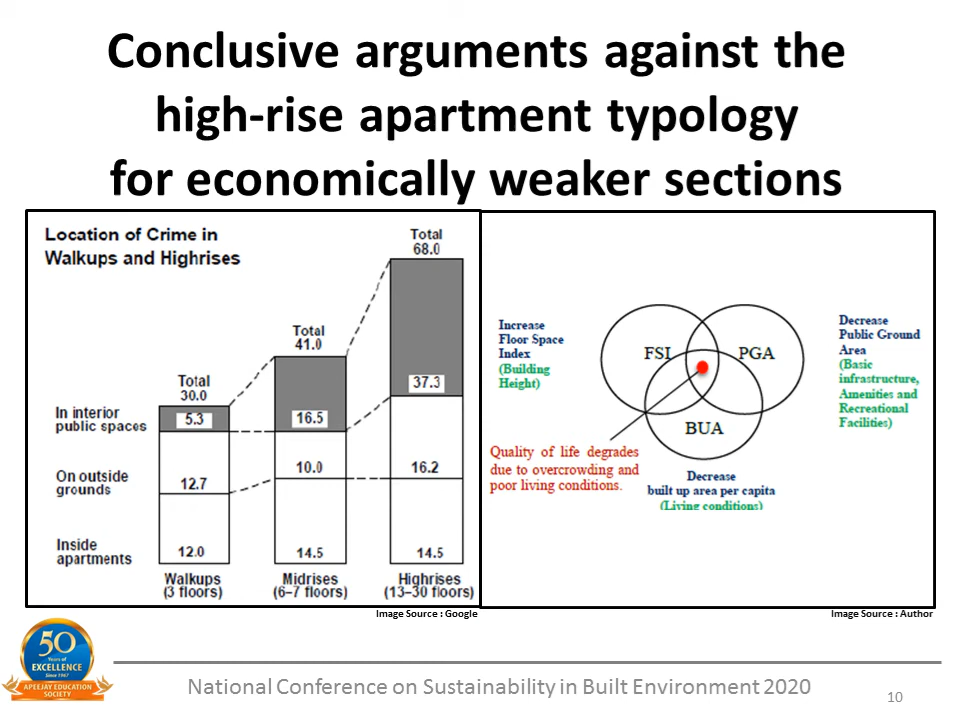 Conclusive arguments against the
high-rise apartment typology
for economically weaker sections
Location of Crime in
Walkups and Highrises
Total
68.0
Total
41.0
Total
30.0
In interior
public spaces
5.3
16.5
37.3
On outside
grounds
12.7
10.0
16.2
Inside
apartments
12.0
14.5
14.5
Walkups
(3 floors)
Midrises
(6–7 floors)
Highrises
(13–30 floors)
Image Source : Google
Increase
Floor Space
Index
(Building
Height)
FSI
PGA
BUA
Decrease
Public Ground
Area
(Basic
infrastructure,
Amenities and
Recreational
Facilities)
Quality of life degrades
due to overcrowding and
poor living conditions.
Decrease
built up area per capita
(Living conditions)
Image Source : Author
50
Years of
EXCELLENCE
Since 1967
APEEJAY EDUCATION
SOCIETY
National Conference on Sustainability in Built Environment 2020
10